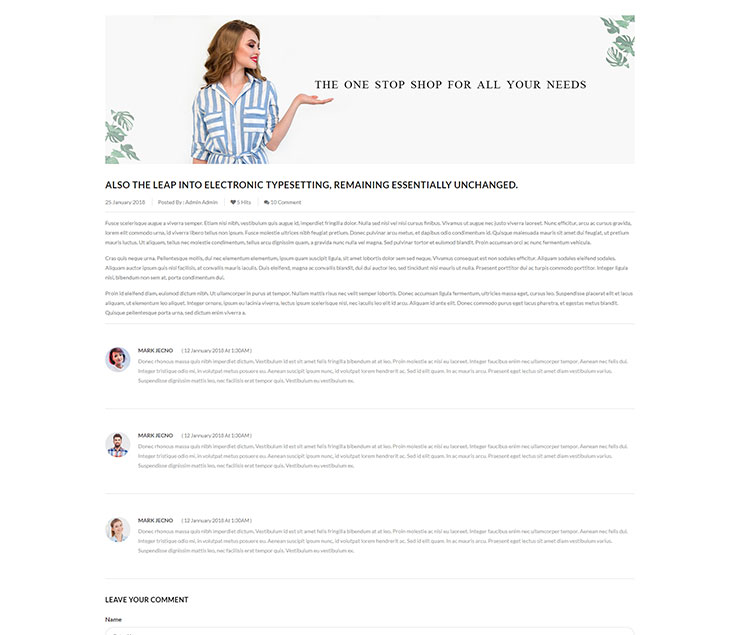 THE ONE STOP SHOP FOR ALL YOUR NEEDS
ALSO THE LEAP INTO ELECTRONIC TYPESETTING, REMAINING ESSENTIALLY UNCHANGED.
25 January 2018 Posted By : Admin Admin 5 Hits 10 Comment
Fusce scelerisque augue a viverra semper. Etiam nisi nibh, vestibulum quis augue id, imperdiet fringilla dolor. Nulla sed nisl vel nisi cursus finibus. Vivamus ut augue nec justo viverra laoreet. Nunc efficitur, arcu ac cursus gravida,
lorem elit commodo urna, id viverra libero tellus non ipsum. Fusce molestie ultrices nibh feugiat pretium. Donec pulvinar arcu metus, et dapibus odio condimentum id. Quisque malesuada mauris sit amet dui feugiat, ut pretium
mauris luctus. Ut aliquam, tellus nec molestie condimentum, tellus arcu dignissim quam, a gravida nunc nulla vel magna. Sed pulvinar tortor et euismod blandit. Proin accumsan orci ac nunc fermentum vehicula.
Cras quis neque urna. Pellentesque mollis, dui nec elementum elementum, ipsum quam suscipit ligula, sit amet lobortis dolor sem sed neque. Vivamus consequat est non sodales efficitur. Aliquam sodales eleifend sodales.
Aliquam auctor ipsum quis nisl facilisis, at convallis mauris iaculis. Duis eleifend, magna ac convallis blandit, dui dui auctor leo, sed tincidunt nisi mauris ut nulla. Praesent porttitor dui ac turpis commodo porttitor. Integer ligula
nisl, bibendum non sem at, porta condimentum dui.
Proin id eleifend diam, euismod dictum nibh. Ut ullamcorper in purus at tempor. Nullam mattis risus nec velit semper lobortis. Donec accumsan ligula fermentum, ultricies massa eget, cursus leo. Suspendisse placerat elit et lacus
aliquam, ut elementum leo aliquet. Integer ornare, ipsum eu lacinia viverra, lectus ipsum scelerisque nisl, nec iaculis leo elit id arcu. Aliquam id ante elit. Donec commodo purus eget lacus pharetra, et egestas metus blandit.
Quisque pellentesque porta urna, sed dictum enim viverra a.
MARK JECNO ( 12 Jannuary 2018 At 1:30AM )
Donec rhoncus massa quis nibh imperdiet dictum. Vestibulum id est sit amet felis fringilla bibendum at at leo. Proin molestie ac nisi eu laoreet. Integer faucibus enim nec ullamcorper tempor. Aenean nec felis dui.
Integer tristique odio mi, in volutpat metus posuere eu. Aenean suscipit ipsum nunc, id volutpat lorem hendrerit ac. Sed id elit quam. In ac mauris arcu. Praesent eget lectus sit amet diam vestibulum varius.
Suspendisse dignissim mattis leo, nec facilisis erat tempor quis. Vestibulum eu vestibulum ex.
MARK JECNO ( 12 Jannuary 2018 At 1:30AM )
Donec rhoncus massa quis nibh imperdiet dictum. Vestibulum id est sit amet felis fringilla bibendum at at leo. Proin molestie ac nisi eu laoreet. Integer faucibus enim nec ullamcorper tempor. Aenean nec felis dui.
Integer tristique odio mi, in volutpat metus posuere eu. Aenean suscipit ipsum nunc, id volutpat lorem hendrerit ac. Sed id elit quam. In ac mauris arcu. Praesent eget lectus sit amet diam vestibulum varius.
Suspendisse dignissim mattis leo, nec facilisis erat tempor quis. Vestibulum eu vestibulum ex.
MARK JECNO ( 12 Jannuary 2018 At 1:30AM )
Donec rhoncus massa quis nibh imperdiet dictum. Vestibulum id est sit amet felis fringilla bibendum at at leo. Proin molestie ac nisi eu laoreet. Integer faucibus enim nec ullamcorper tempor. Aenean nec felis dui.
Integer tristique odio mi, in volutpat metus posuere eu. Aenean suscipit ipsum nunc, id volutpat lorem hendrerit ac. Sed id elit quam. In ac mauris arcu. Praesent eget lectus sit amet diam vestibulum varius.
Suspendisse dignissim mattis leo, nec facilisis erat tempor quis. Vestibulum eu vestibulum ex.
LEAVE YOUR COMMENT
Name